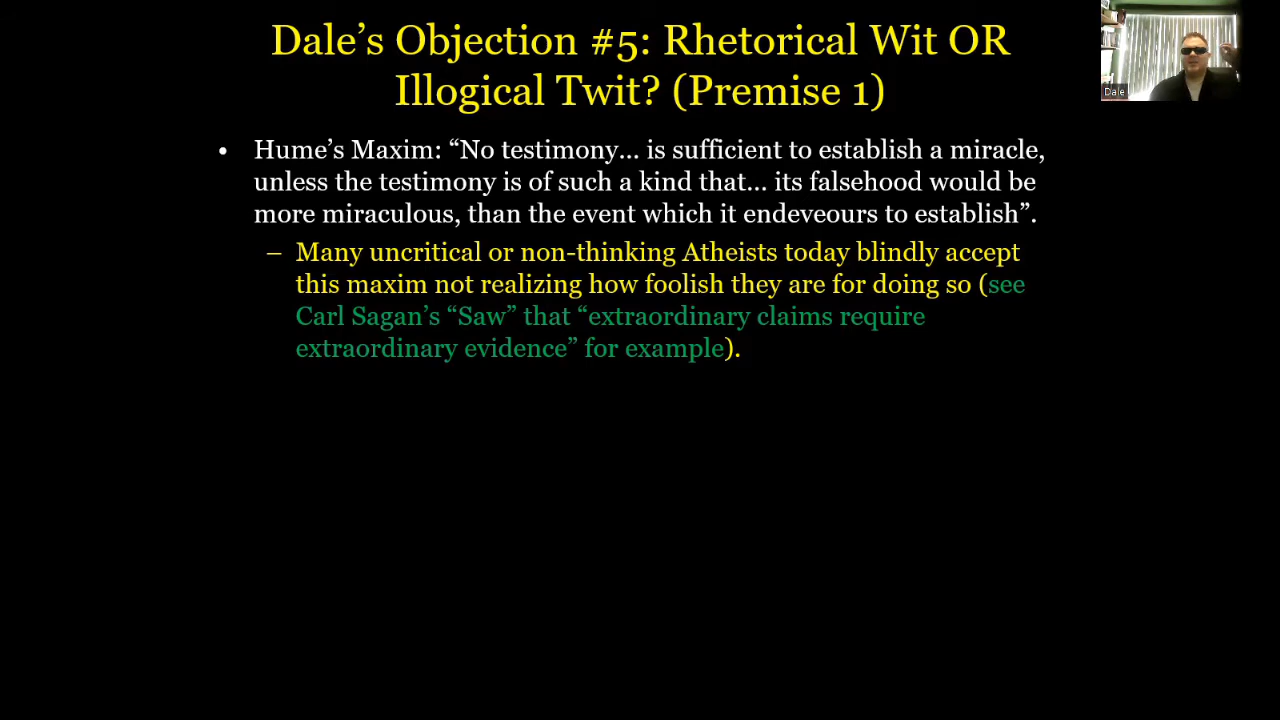 Dale’s Objection #5: Rhetorical Wit OR
Illogical Twit? (Premise 1)
Dale
• Hume’s Maxim: “No testimony... is sufficient to establish a miracle,
unless the testimony is of such a kind that... its falsehood would be
more miraculous, than the event which it endeveours to establish”.
– Many uncritical or non-thinking Atheists today blindly accept
this maxim not realizing how foolish they are for doing so (see
Carl Sagan’s “Saw” that “extraordinary claims require
extraordinary evidence” for example).